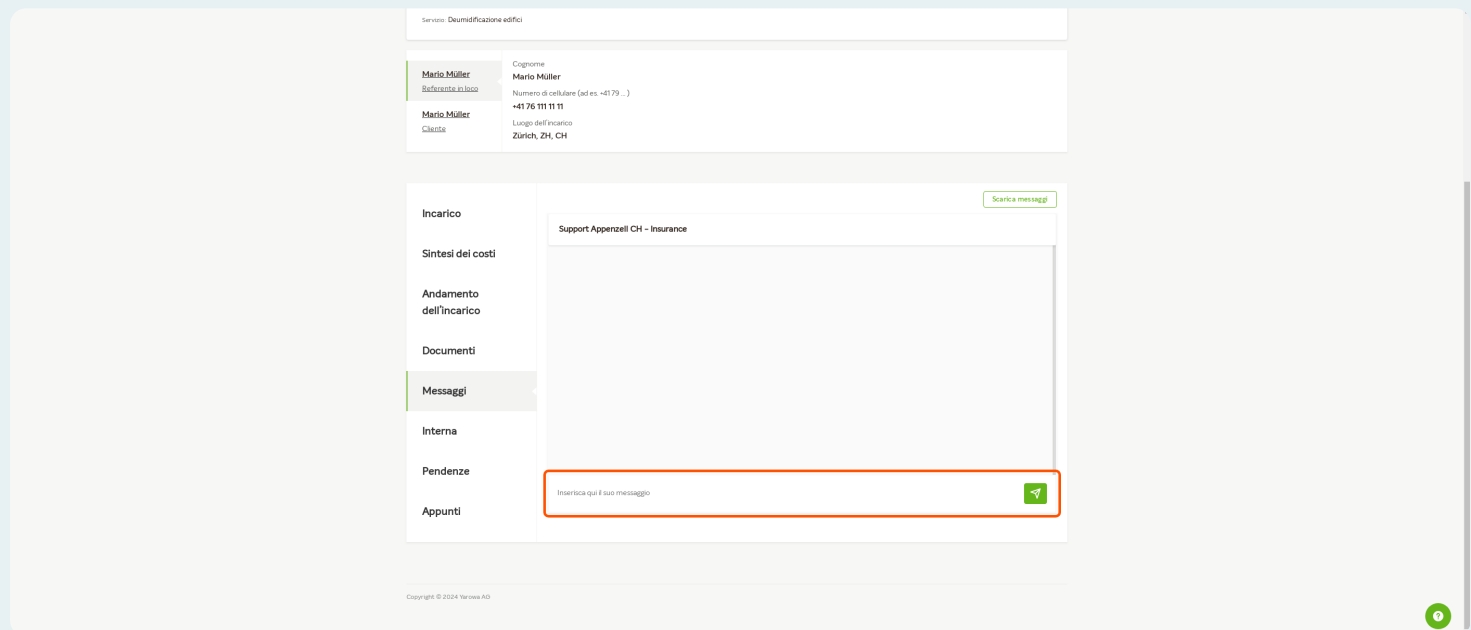 Servizio: Deumidificazione edifici
Mario Müller
Referente in loco
Mario Müller
Cliente
Cognome
Mario Müller
Numero di cellulare (ad es. +41 79 ... )
+41 76 111 11 11
Luogo dell'incarico
Zürich, ZH, CH
Incarico
Sintesi dei costi
Andamento
dell'incarico
Documenti
Messaggi
Interna
Pendenze
Appunti
Scarica messaggi
Support Appenzell CH - Insurance
Inserisca qui il suo messaggio
Copyright © 2024 Yarowa AG
?